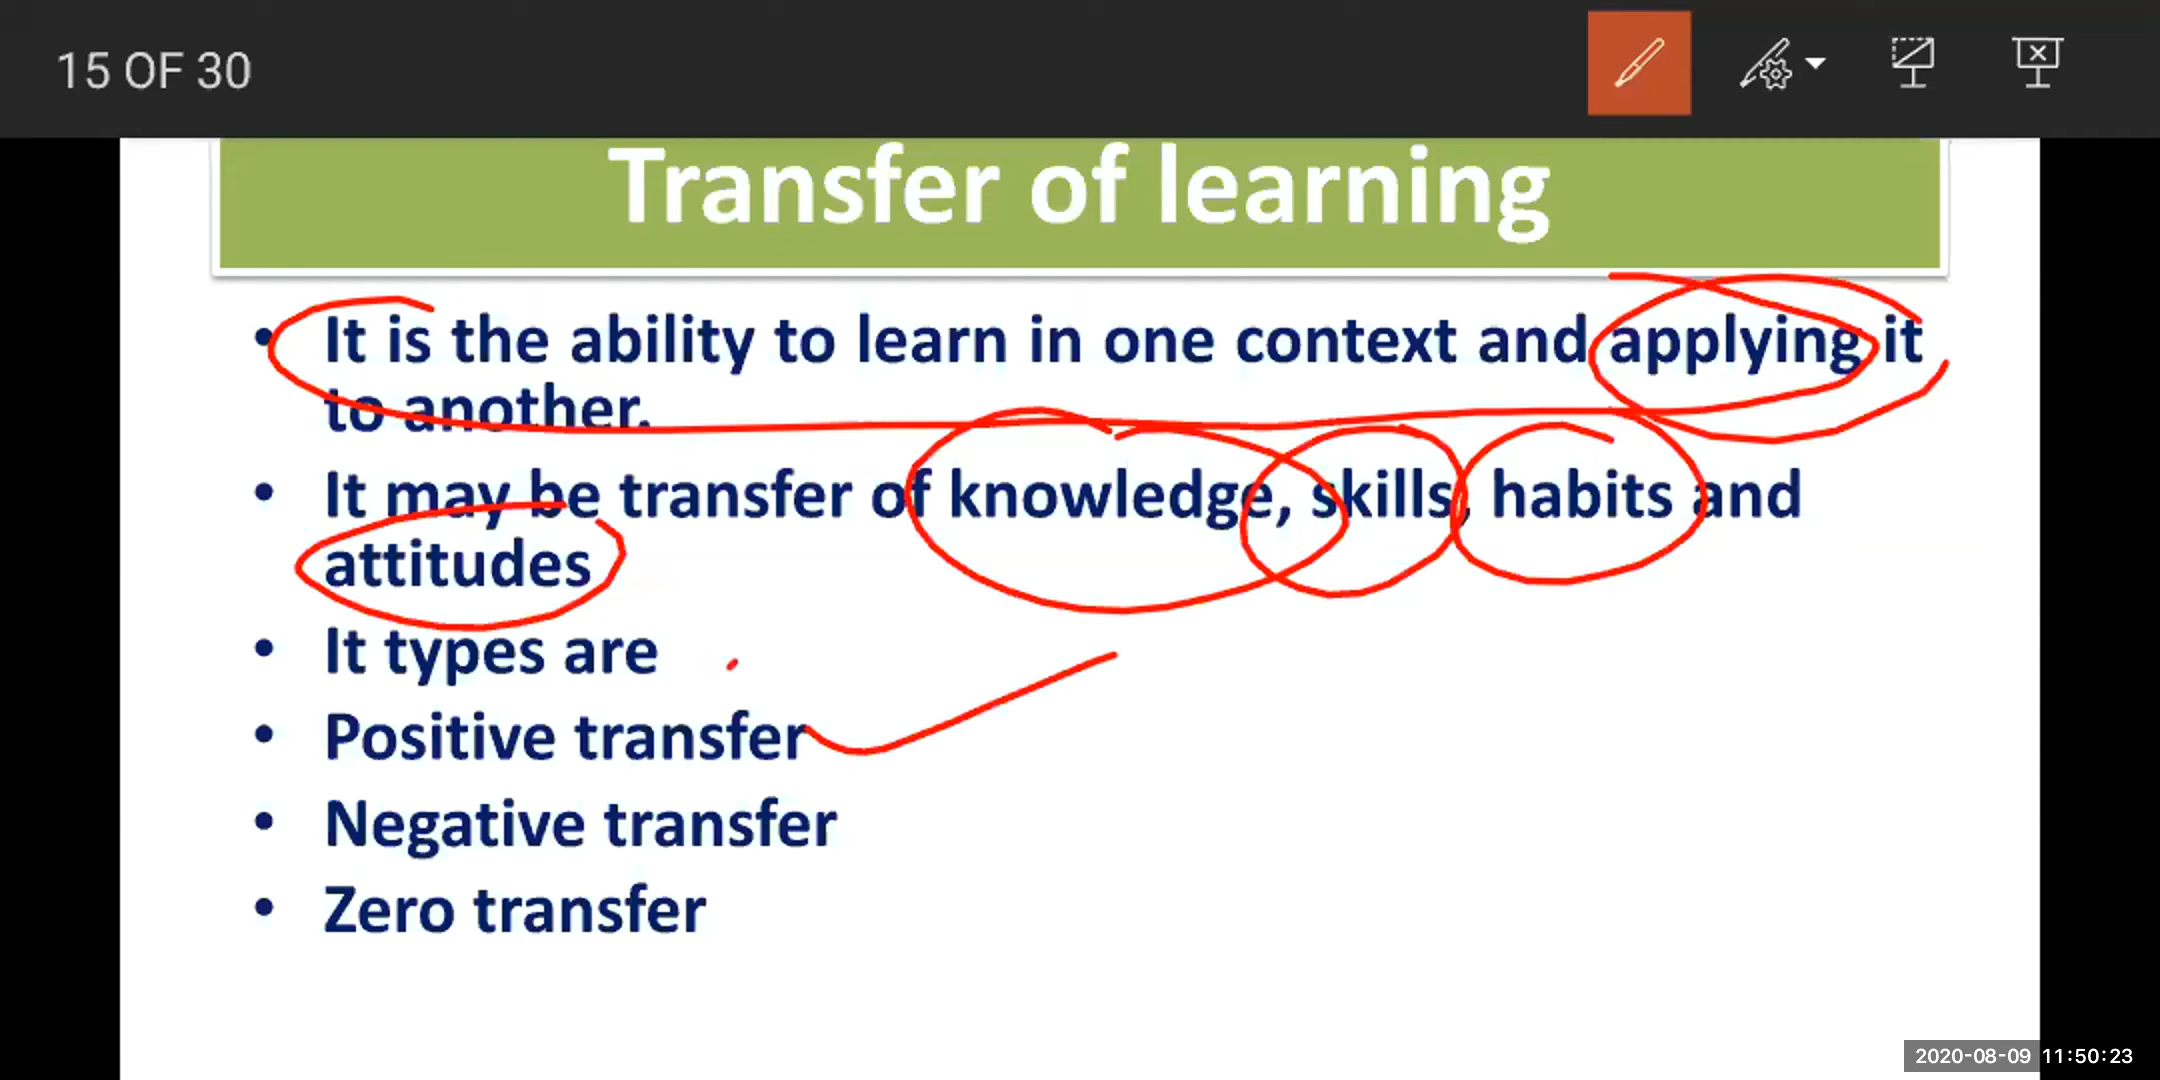 15 OF 30
Transfer of learning
• It is the ability to learn in one context and applying it
to another.
• It may be transfer of knowledge, skills, habits and
attitudes
• It types are
• Positive transfer
• Negative transfer
• Zero transfer
2020-08-09 11:50:23